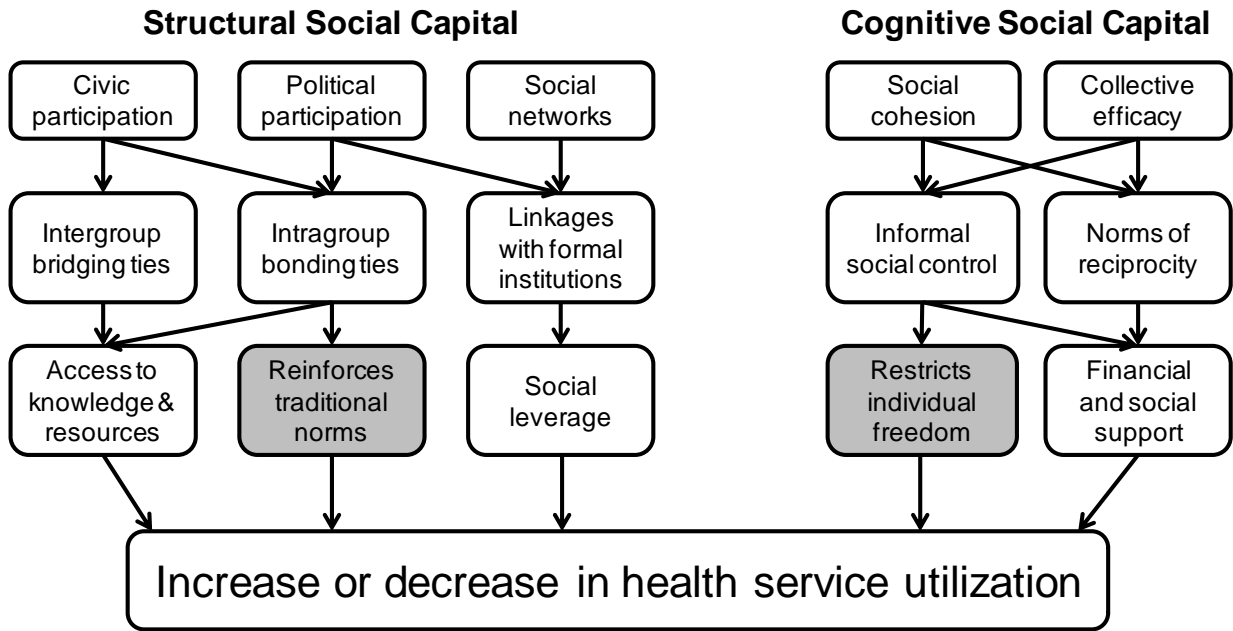 Structural Social Capital
Cognitive Social Capital
Civic
participation
Political
participation
Social
networks
Social
cohesion
Collective
efficacy
Intergroup
bridging ties
Intragroup
bonding ties
Linkages
with formal
institutions
Informal
social control
Norms of
reciprocity
Access to
knowledge &
resources
Reinforces
traditional
norms
Social
leverage
Restricts
individual
freedom
Financial
and social
support
Increase or decrease in health service utilization